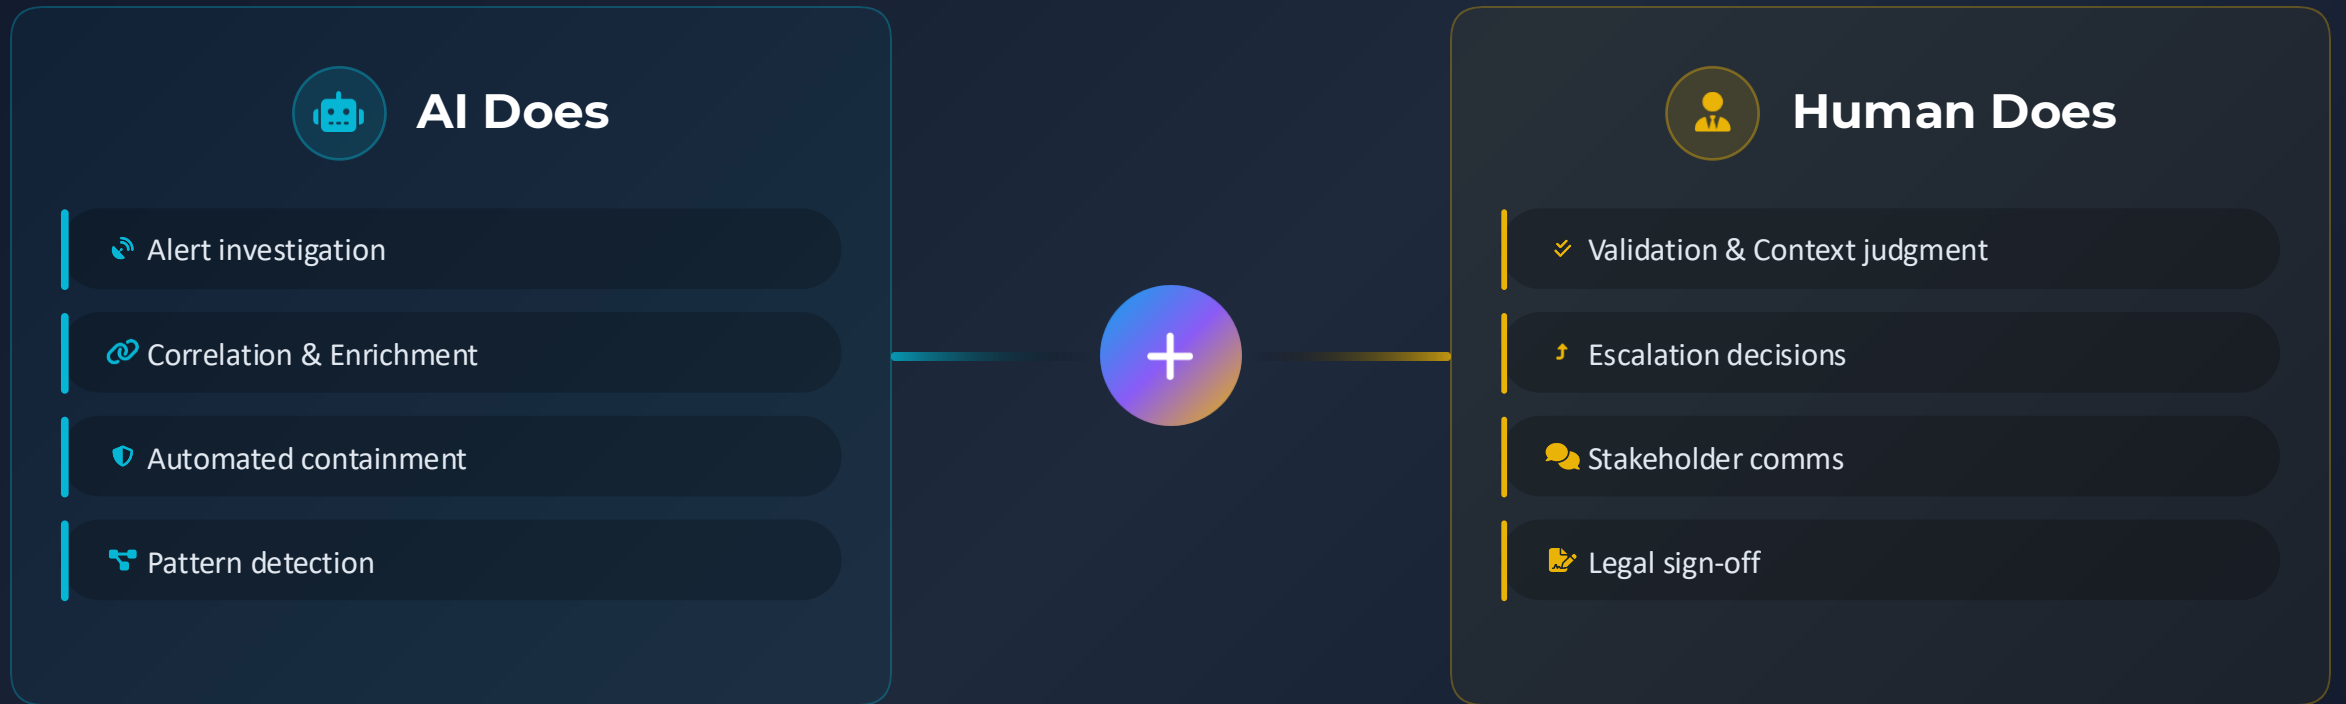 AI Does
Alert investigation
Correlation & Enrichment
Automated containment
Pattern detection
Human Does
Validation & Context judgment
Escalation decisions
Stakeholder comms
Legal sign-off